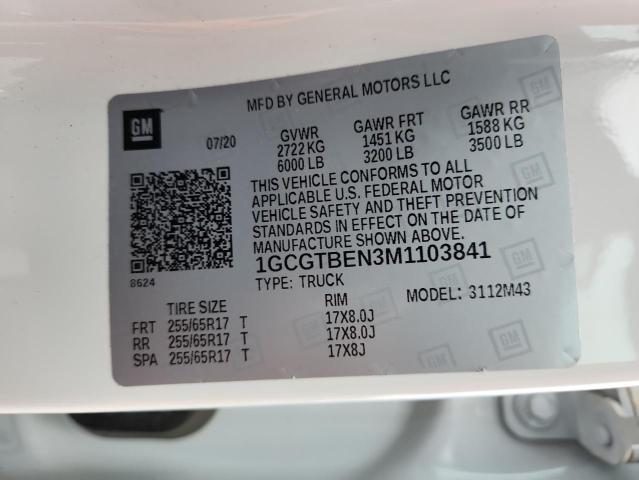 MFD BY GENERAL MOTORS LLC
GM
07/20 GVWR GAWR FRT GAWR RR
2722 KG 1451 KG 1588 KG
6000 LB 3200 LB 3500 LB
THIS VEHICLE CONFORMS TO ALL
APPLICABLE U.S. FEDERAL MOTOR
VEHICLE SAFETY AND THEFT PREVENTION
STANDARDS IN EFFECT ON THE DATE OF
MANUFACTURE SHOWN ABOVE.
8624
1GCGTBEN3M1103841
TYPE: TRUCK MODEL: 3112M43
TIRE SIZE RIM
FRT 255/65R17 T 17X8.0J
RR 255/65R17 T 17X8.0J
SPA 255/65R17 T 17X8J